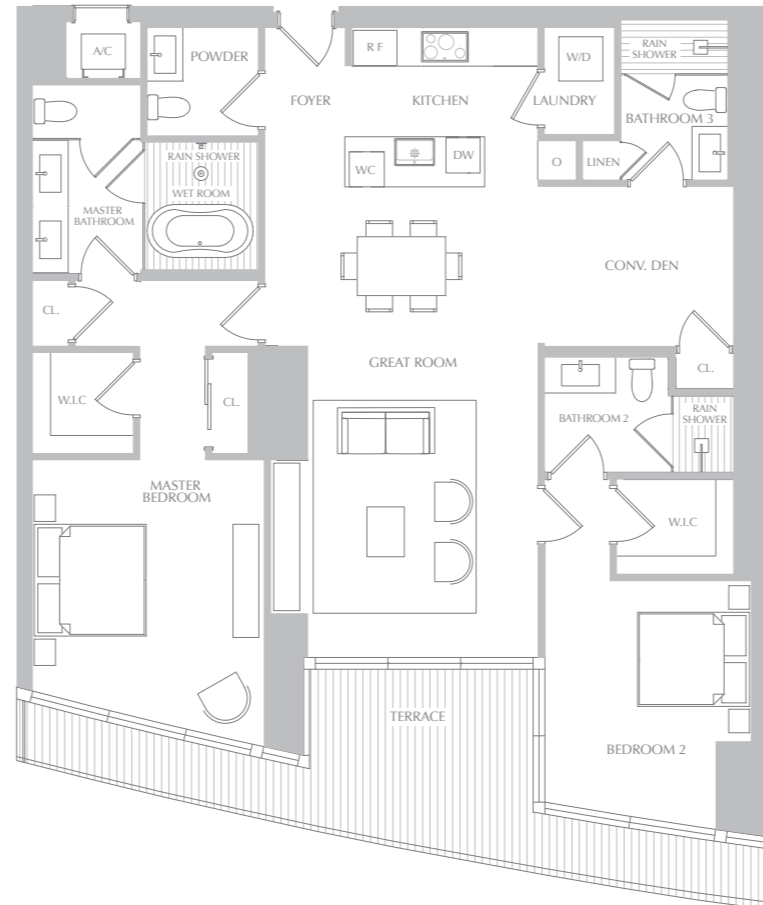 A/C
POWDER
FOYER
R F
KITCHEN
W/D
LAUNDRY
RAIN
SHOWER
BATHROOM 3
RAIN SHOWER
WET ROOM
MASTER
BATHROOM
WC
DW
O
LINEN
CONV. DEN
CL.
GREAT ROOM
CL.
W.I.C
CL.
BATHROOM 2
RAIN
SHOWER
MASTER
BEDROOM
W.I.C
TERRACE
BEDROOM 2